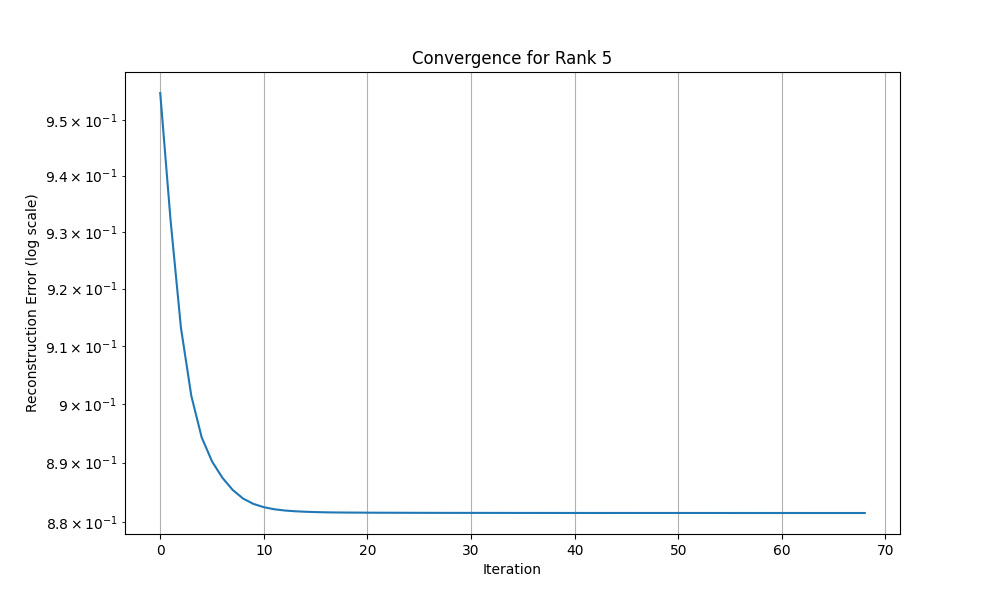 Convergence for Rank 5
Reconstruction Error (log scale)
9.5 × 10⁻¹
9.4 × 10⁻¹
9.3 × 10⁻¹
9.2 × 10⁻¹
9.1 × 10⁻¹
9 × 10⁻¹
8.9 × 10⁻¹
8.8 × 10⁻¹
0 10 20 30 40 50 60 70
Iteration